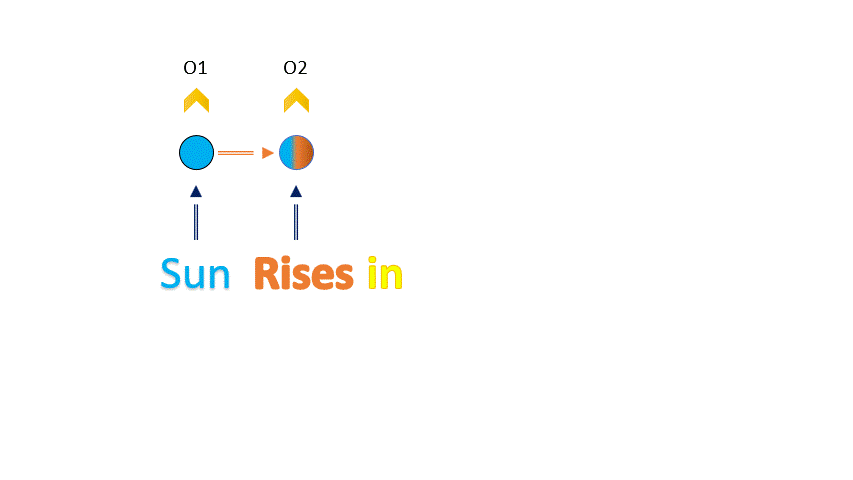 O1 O2
Sun Rises in